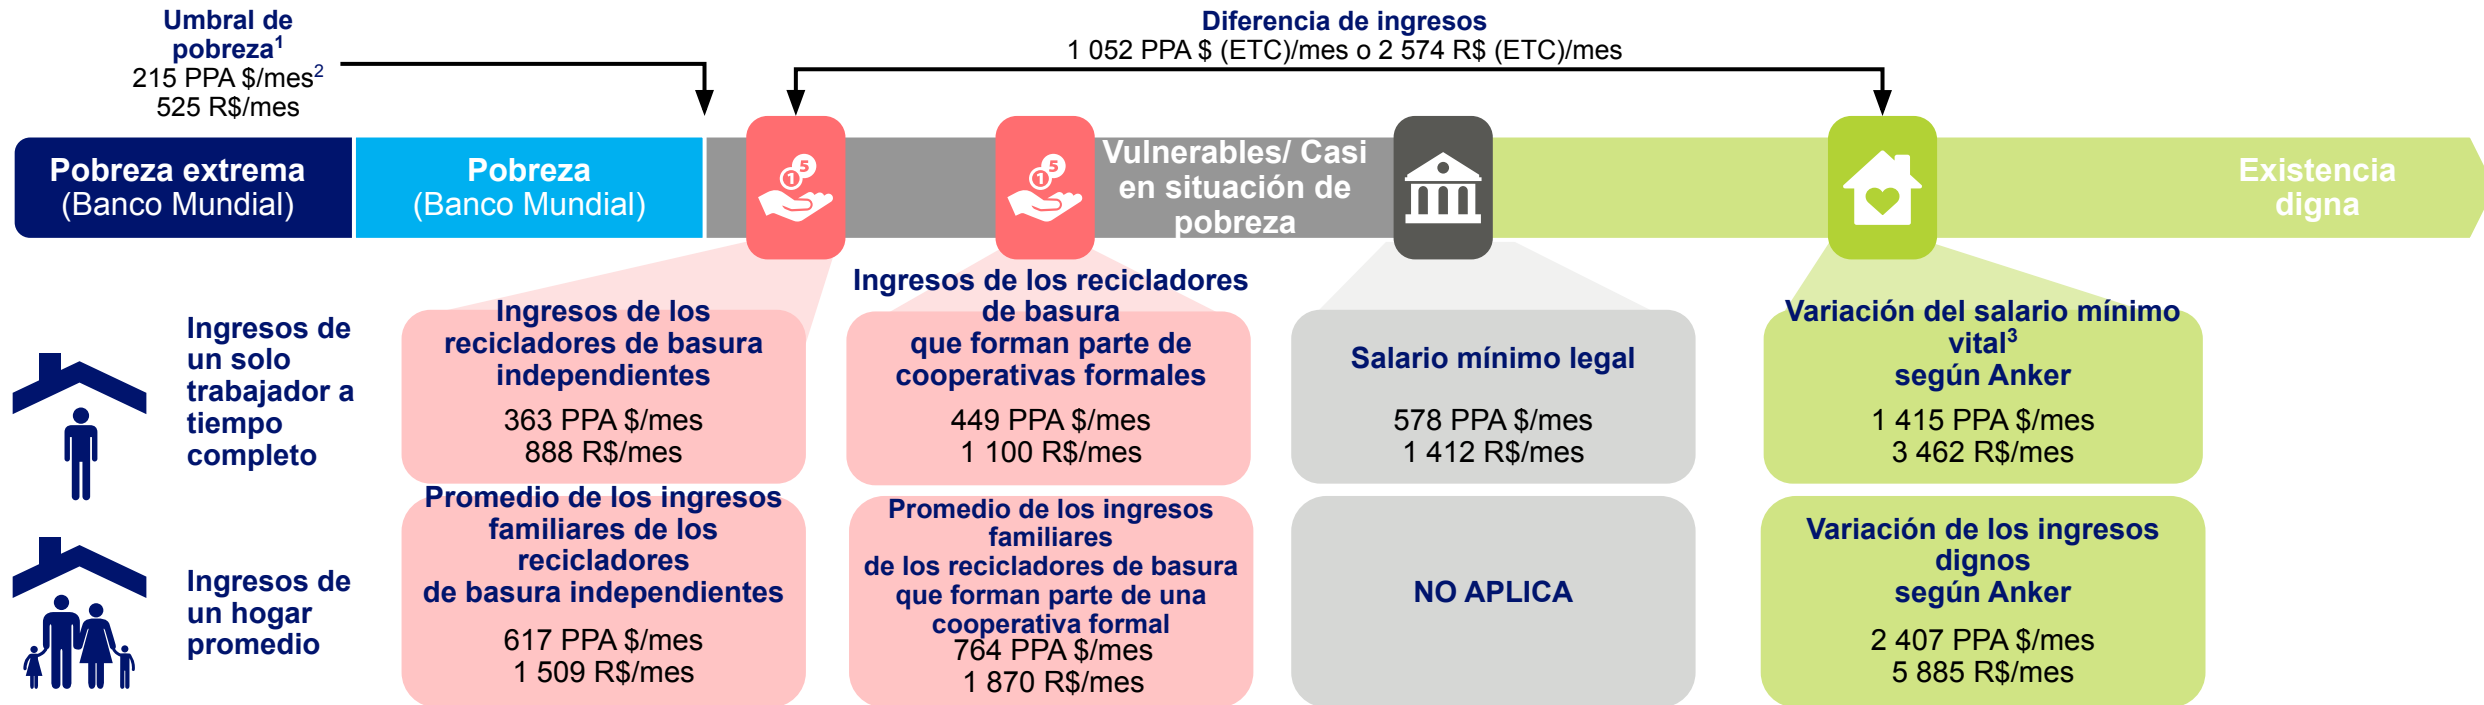 Umbral de
pobreza¹
215 PPA $/mes²
525 R$/mes
Diferencia de ingresos
1 052 PPA $ (ETC)/mes o 2 574 R$ (ETC)/mes
Pobreza extrema
(Banco Mundial)
Pobreza
(Banco Mundial)
1 5
1 5
Vulnerables/ Casi
en situación de
pobreza
Existencia
digna
Ingresos de
un solo
trabajador a
tiempo
completo
Ingresos de los
recicladores de basura
independientes
363 PPA $/mes
888 R$/mes
Ingresos de los recicladores
de basura
que forman parte de
cooperativas formales
449 PPA $/mes
1 100 R$/mes
Salario mínimo legal
578 PPA $/mes
1 412 R$/mes
Variación del salario mínimo
vital³
según Anker
1 415 PPA $/mes
3 462 R$/mes
Ingresos de
un hogar
promedio
Promedio de los ingresos
familiares de los
recicladores
de basura independientes
617 PPA $/mes
1 509 R$/mes
Promedio de los ingresos
familiares
de los recicladores de basura
que forman parte de una
cooperativa formal
764 PPA $/mes
1 870 R$/mes
NO APLICA
Variación de los ingresos
dignos
según Anker
2 407 PPA $/mes
5 885 R$/mes